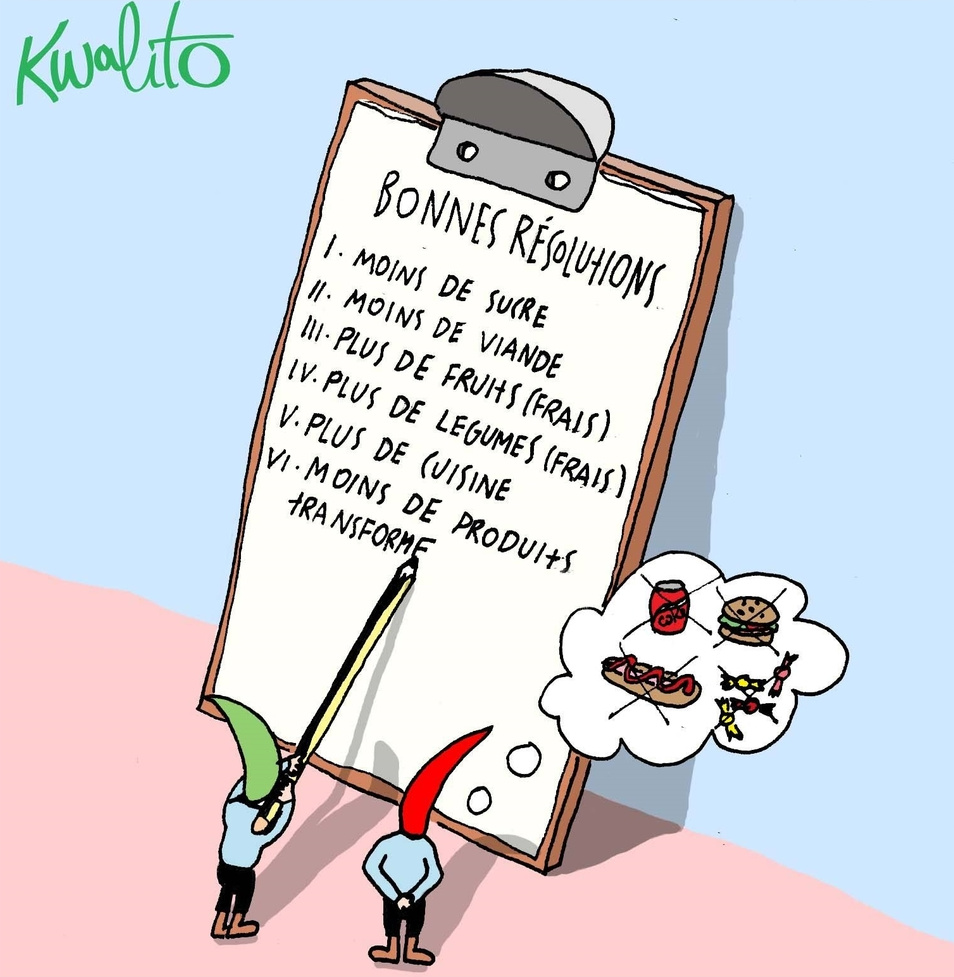 Kwalito
BONNES RÉSOLUTIONS
I. MOINS DE SUCRE
II. MOINS DE VIANDE
III. PLUS DE FRUITS (FRAIS)
IV. PLUS DE LEGUMES (FRAIS)
V. PLUS DE CUISINE
VI. MOINS DE PRODUITS
TRANSFORME
COKE